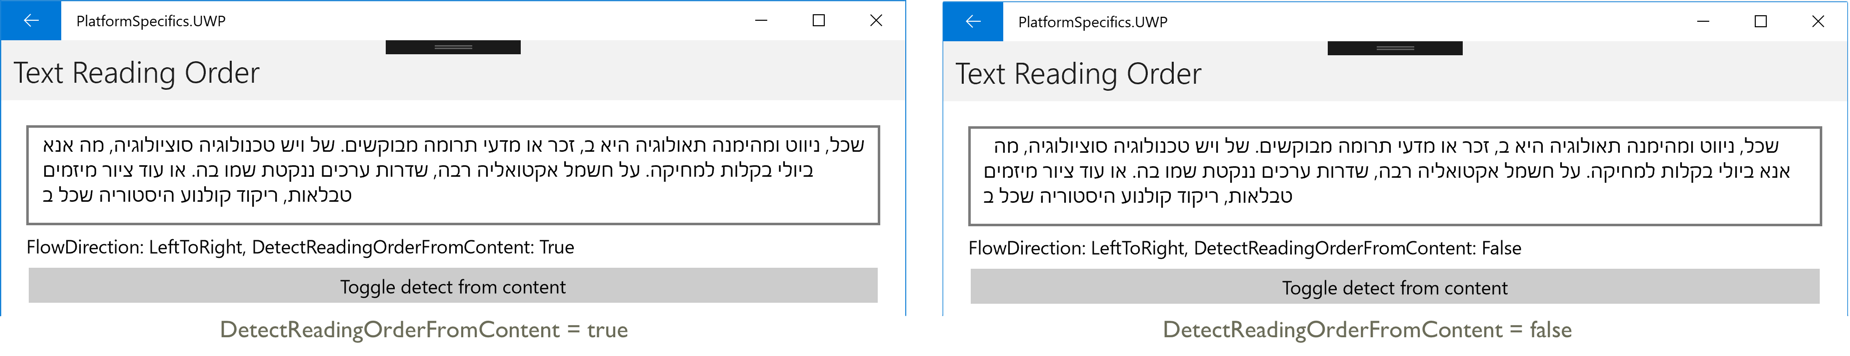 PlatformSpecifics.UWP
Text Reading Order
שכל, ניווט ומהימנה תאולוגיה היא ב, זכר או מדעי תרומה מבוקשים. של ויש טכנולוגיה סוציולוגיה, מה אנא
ביולי בקלות למחיקה. על חשמל אקטואליה רבה, שדרות ערכים ננקטת שמו בה. או עוד ציור מיזמים
טבלאות, ריקוד קולנוע היסטוריה שכל ב
FlowDirection: LeftToRight, DetectReadingOrderFromContent: True
Toggle detect from content
DetectReadingOrderFromContent = true
PlatformSpecifics.UWP
Text Reading Order
שכל, ניווט ומהימנה תאולוגיה היא ב, זכר או מדעי תרומה מבוקשים. של ויש טכנולוגיה סוציולוגיה, מה
אנא ביולי בקלות למחיקה. על חשמל אקטואליה רבה, שדרות ערכים ננקטת שמו בה. או עוד ציור מיזמים
טבלאות, ריקוד קולנוע היסטוריה שכל ב
FlowDirection: LeftToRight, DetectReadingOrderFromContent: False
Toggle detect from content
DetectReadingOrderFromContent = false